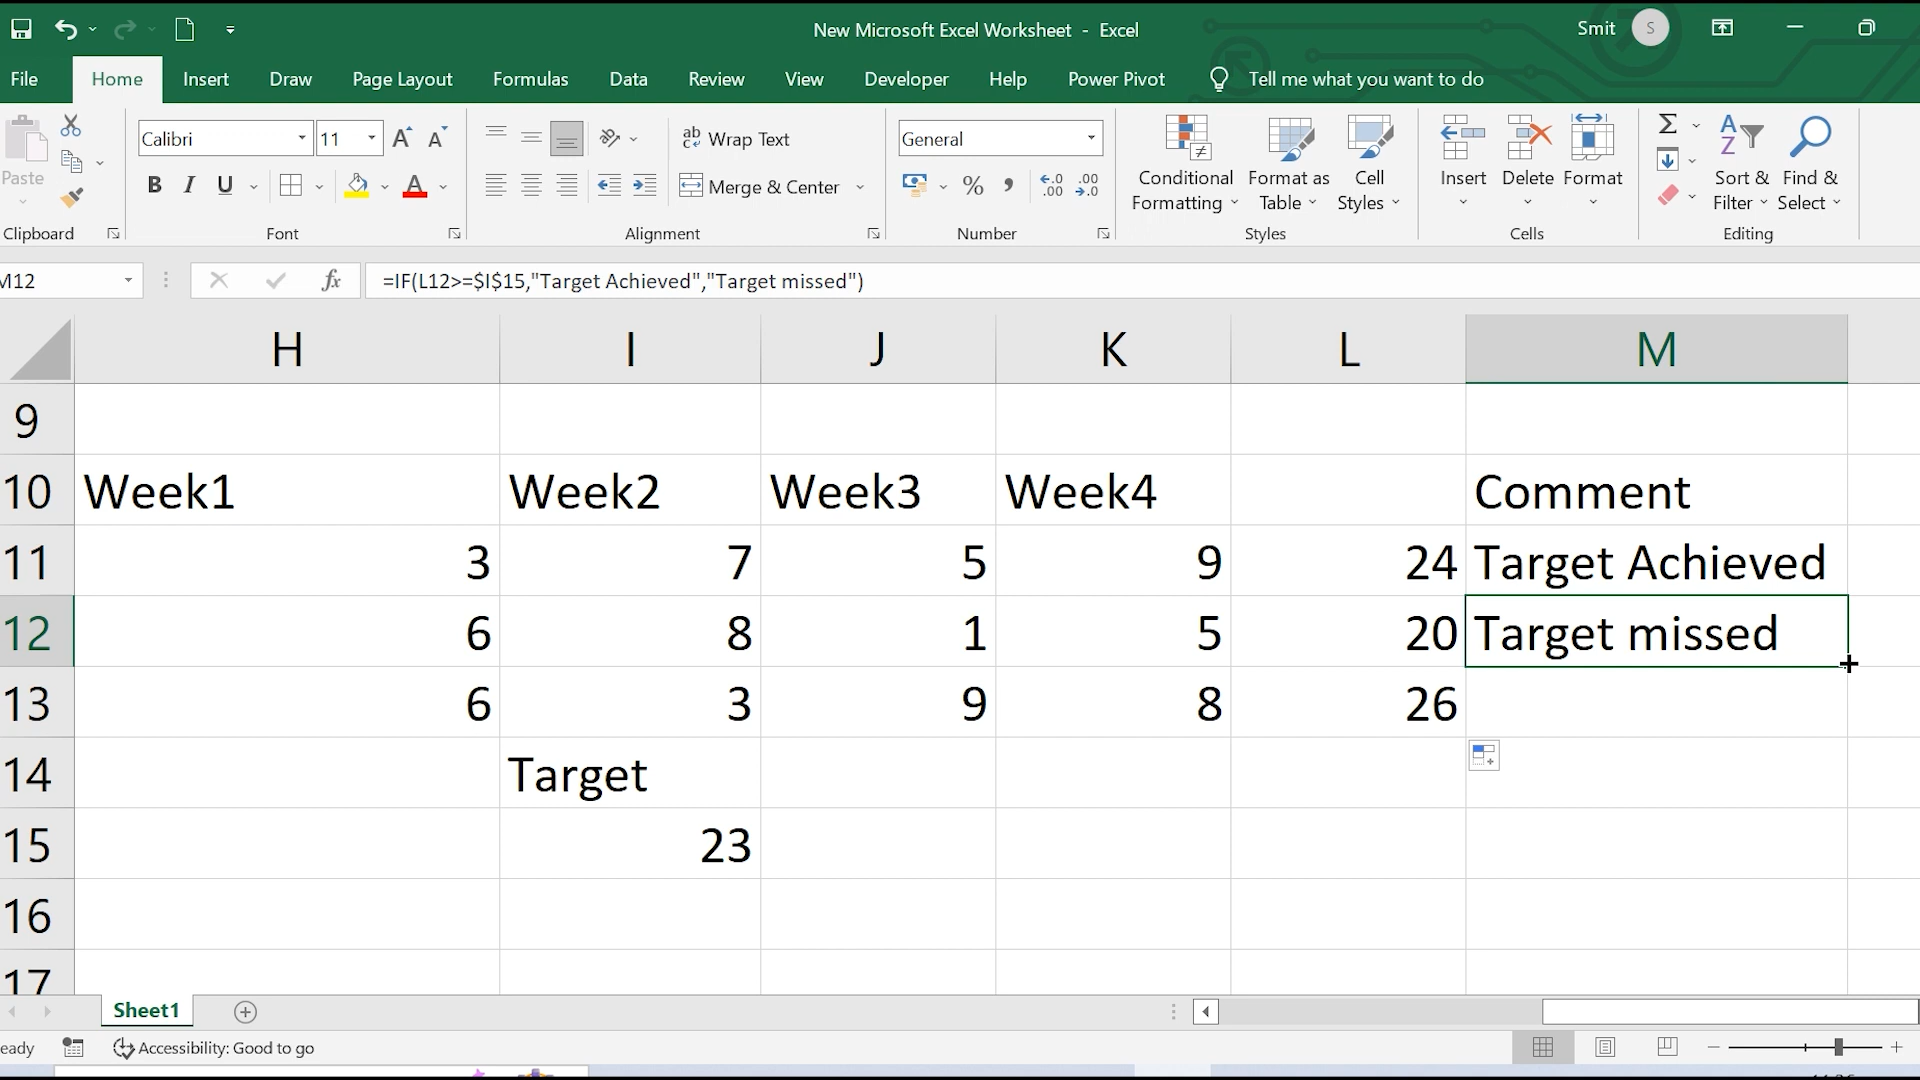 New Microsoft Excel Worksheet - Excel
Smit S
File Home Insert Draw Page Layout Formulas Data Review View Developer Help Power Pivot Tell me what you want to do
Paste
Clipboard
Calibri 11 A A
B I U A
Font
ab Wrap Text
Merge & Center
Alignment
General
% , .00 .00
Number
Conditional Formatting
Format as Table
Cell Styles
Styles
Insert Delete Format
Cells
Sort & Filter
Find & Select
Editing
M12 fx =IF(L12>=$I$15,"Target Achieved","Target missed")
H I J K L M
9
10 Week1 Week2 Week3 Week4 Comment
11 3 7 5 9 24 Target Achieved
12 6 8 1 5 20 Target missed
13 6 3 9 8 26
14 Target
15 23
16
17
Sheet1
eady Accessibility: Good to go